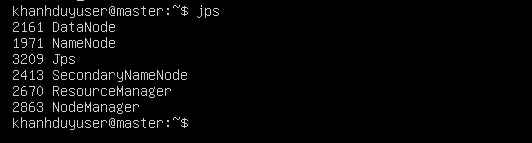 khanhduyuser@master:~$ jps
2161 DataNode
1971 NameNode
3209 Jps
2413 SecondaryNameNode
2670 ResourceManager
2863 NodeManager
khanhduyuser@master:~$